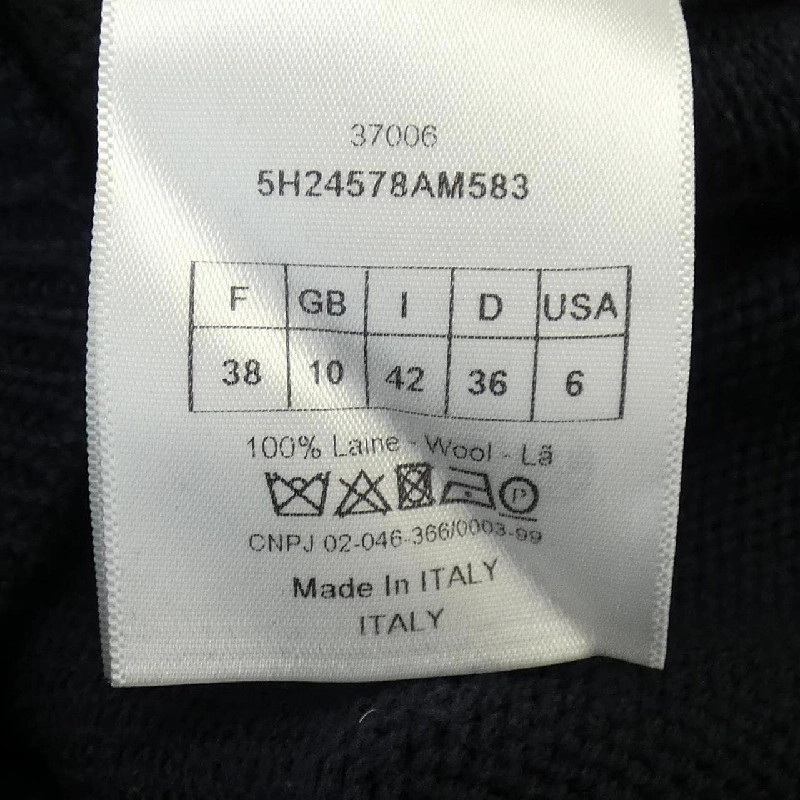 37006
5H24578AM583
F GB I D USA
38 10 42 36 6
100% Laine - Wool - Lã
P
CNPJ 02-046-366/0003-99
Made In ITALY
ITALY